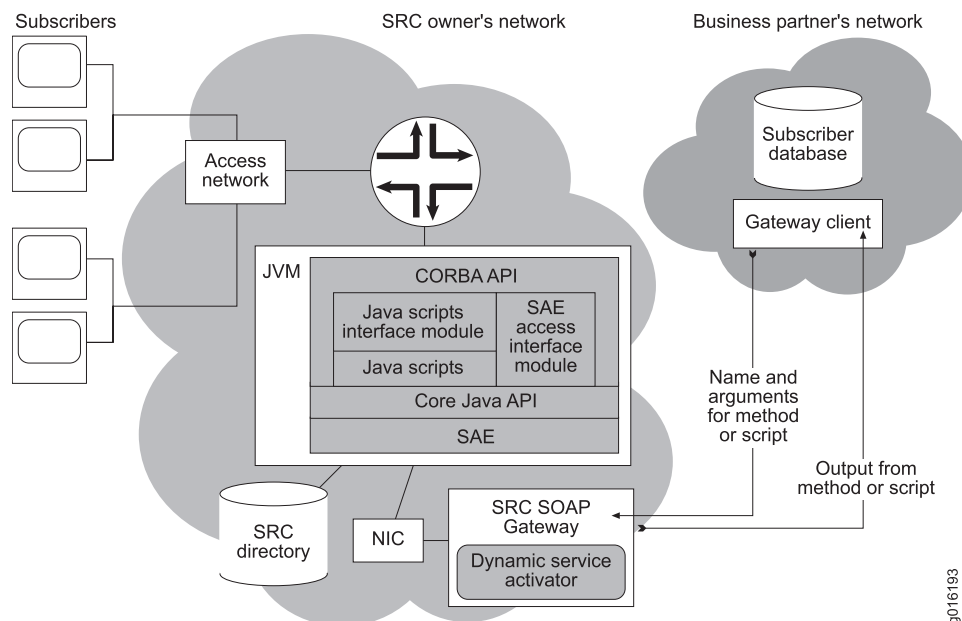 Subscribers
SRC owner's network
Business partner's network
Access
network
Subscriber
database
Gateway client
JVM
CORBA API
Java scripts
interface module
SAE
access
interface
module
Java scripts
Core Java API
SAE
Name and
arguments
for method
or script
Output from
method or script
SRC
directory
NIC
SRC SOAP
Gateway
Dynamic service
activator
g016193